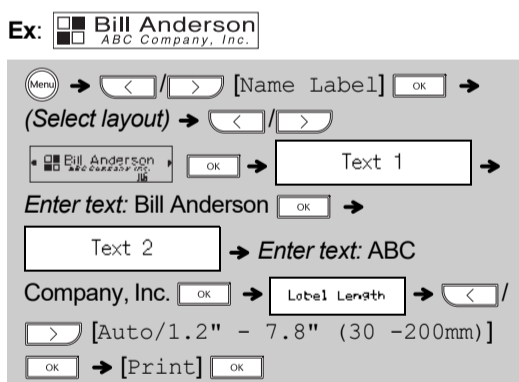 Ex: Bill Anderson
ABC Company, Inc.
Menu → < / > [Name Label] OK →
(Select layout) → < / >
Bill Anderson ABC Company, Inc. OK → Text 1 →
Enter text: Bill Anderson OK →
Text 2 → Enter text: ABC
Company, Inc. OK → Label Length → < /
> [Auto/1.2" - 7.8" (30 -200mm)]
OK → [Print] OK